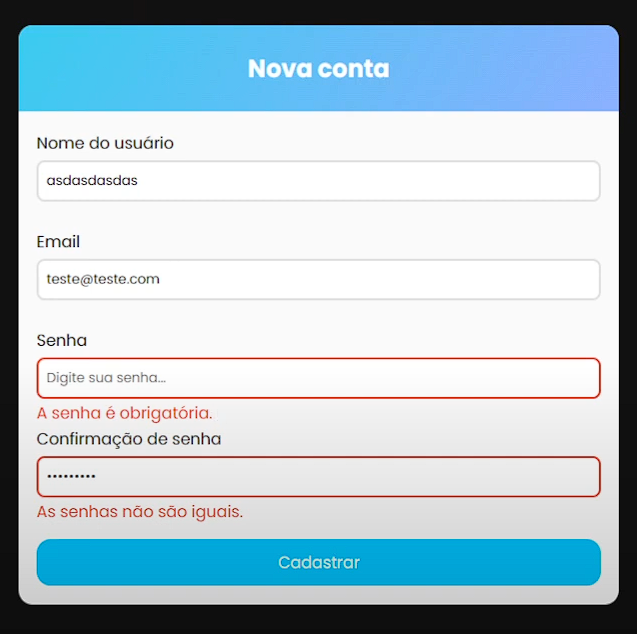 Nova conta
Nome do usuário
asdasdasdas
Email
teste@teste.com
Senha
Digite sua senha...
A senha é obrigatória.
Confirmação de senha
•••••••••
As senhas não são iguais.
Cadastrar